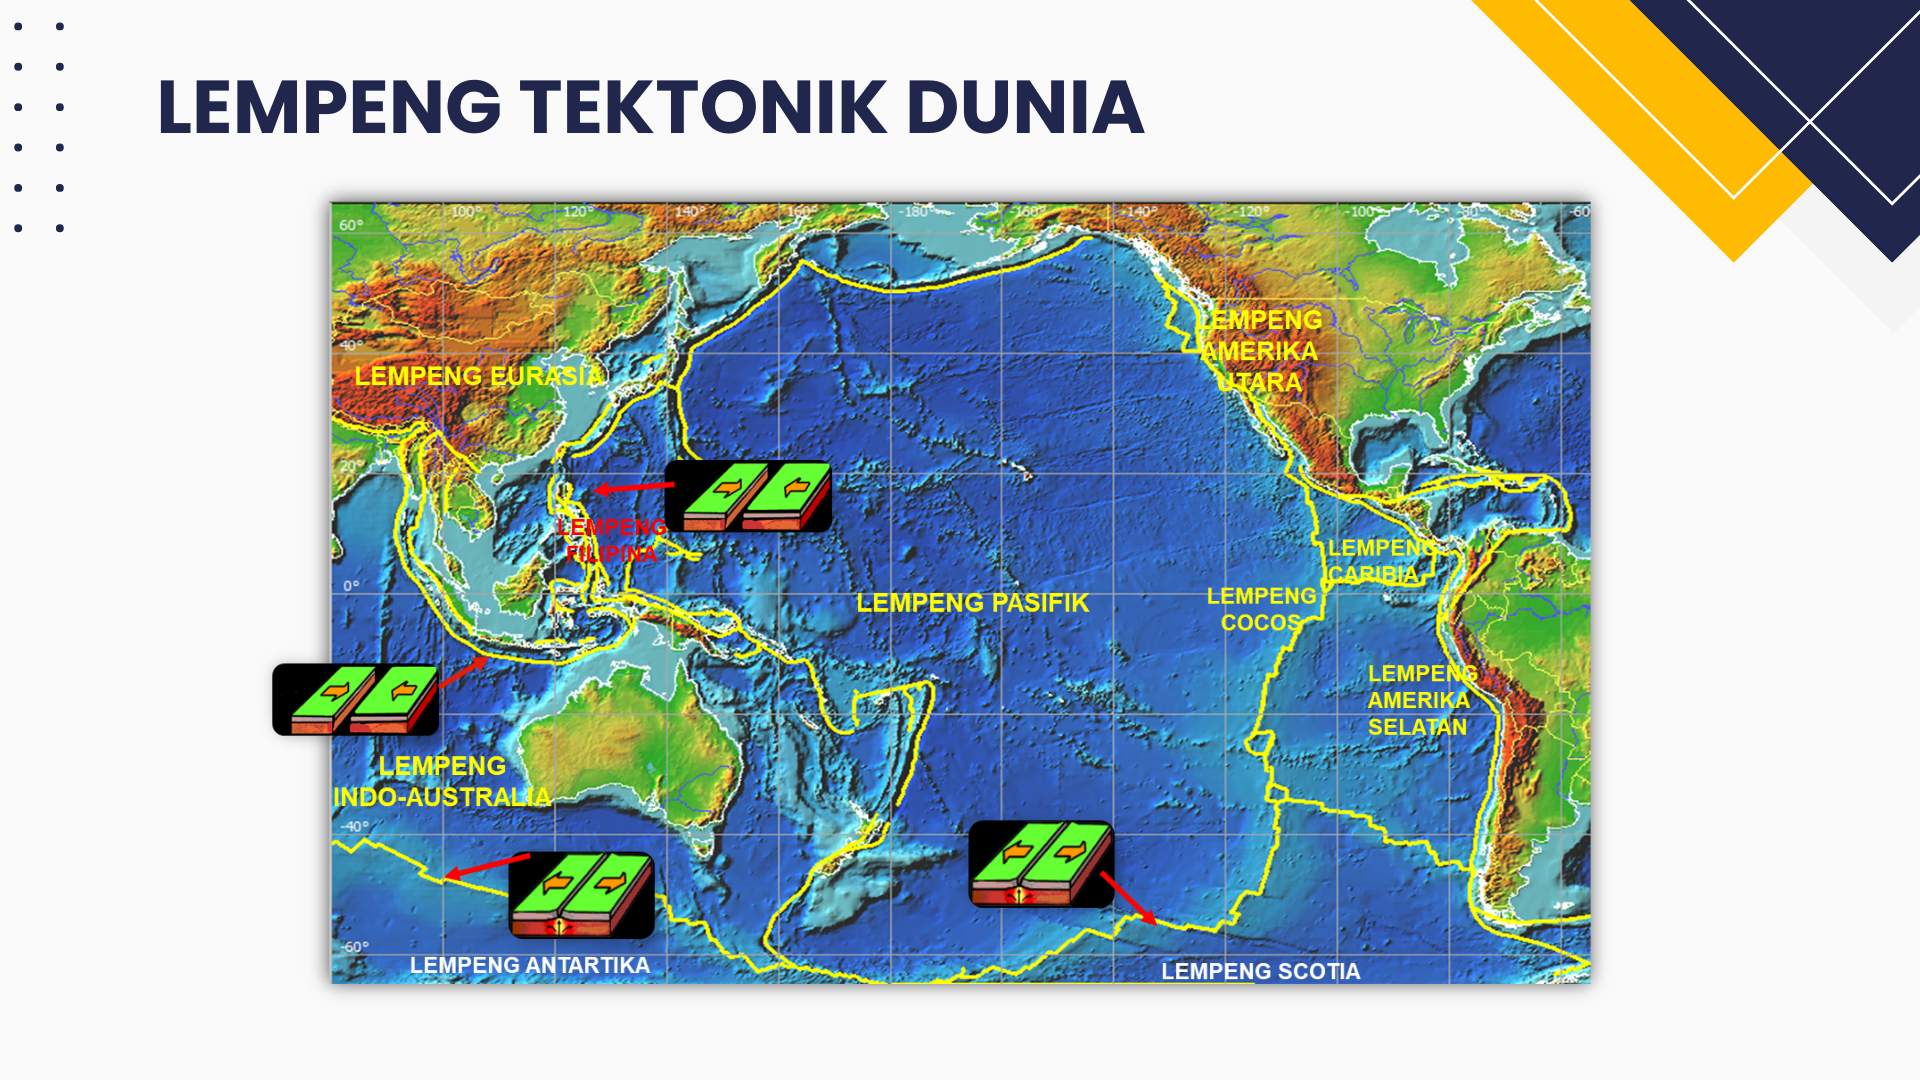 LEMPENG TEKTONIK DUNIA
100° 120° 140° 160° -180° -160° -140° -120° -100° -80° -60
60°
LEMPENG
AMERIKA
UTARA
40°
LEMPENG EURASIA
20°
LEMPENG
FILIPINA
LEMPENG
CARIBIA
0°
LEMPENG PASIFIK
LEMPENG
COCOS
LEMPENG
AMERIKA
SELATAN
LEMPENG
INDO-AUSTRALIA
-40°
-60°
LEMPENG ANTARTIKA
LEMPENG SCOTIA